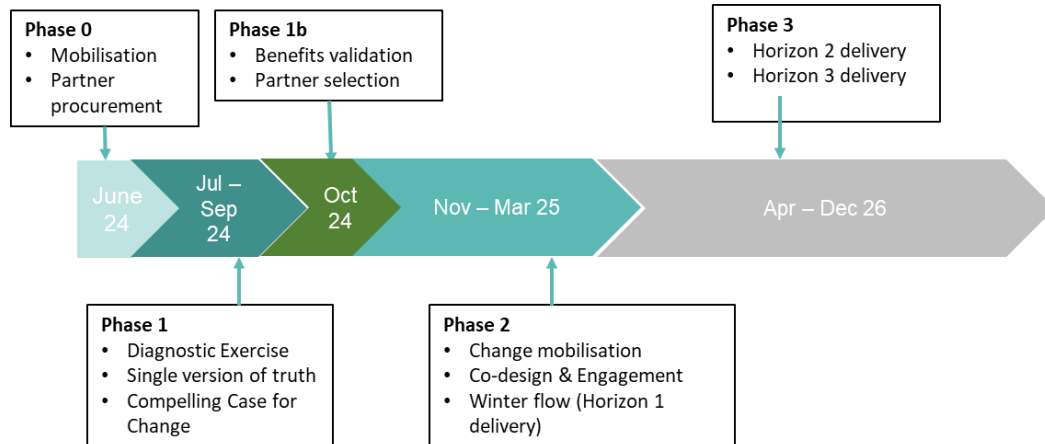 Phase 0
• Mobilisation
• Partner
procurement
Phase 1b
• Benefits validation
• Partner selection
Phase 3
• Horizon 2 delivery
• Horizon 3 delivery
June
24
Jul –
Sep
24
Oct
24
Nov – Mar 25
Apr – Dec 26
Phase 1
• Diagnostic Exercise
• Single version of truth
• Compelling Case for
Change
Phase 2
• Change mobilisation
• Co-design & Engagement
• Winter flow (Horizon 1
delivery)